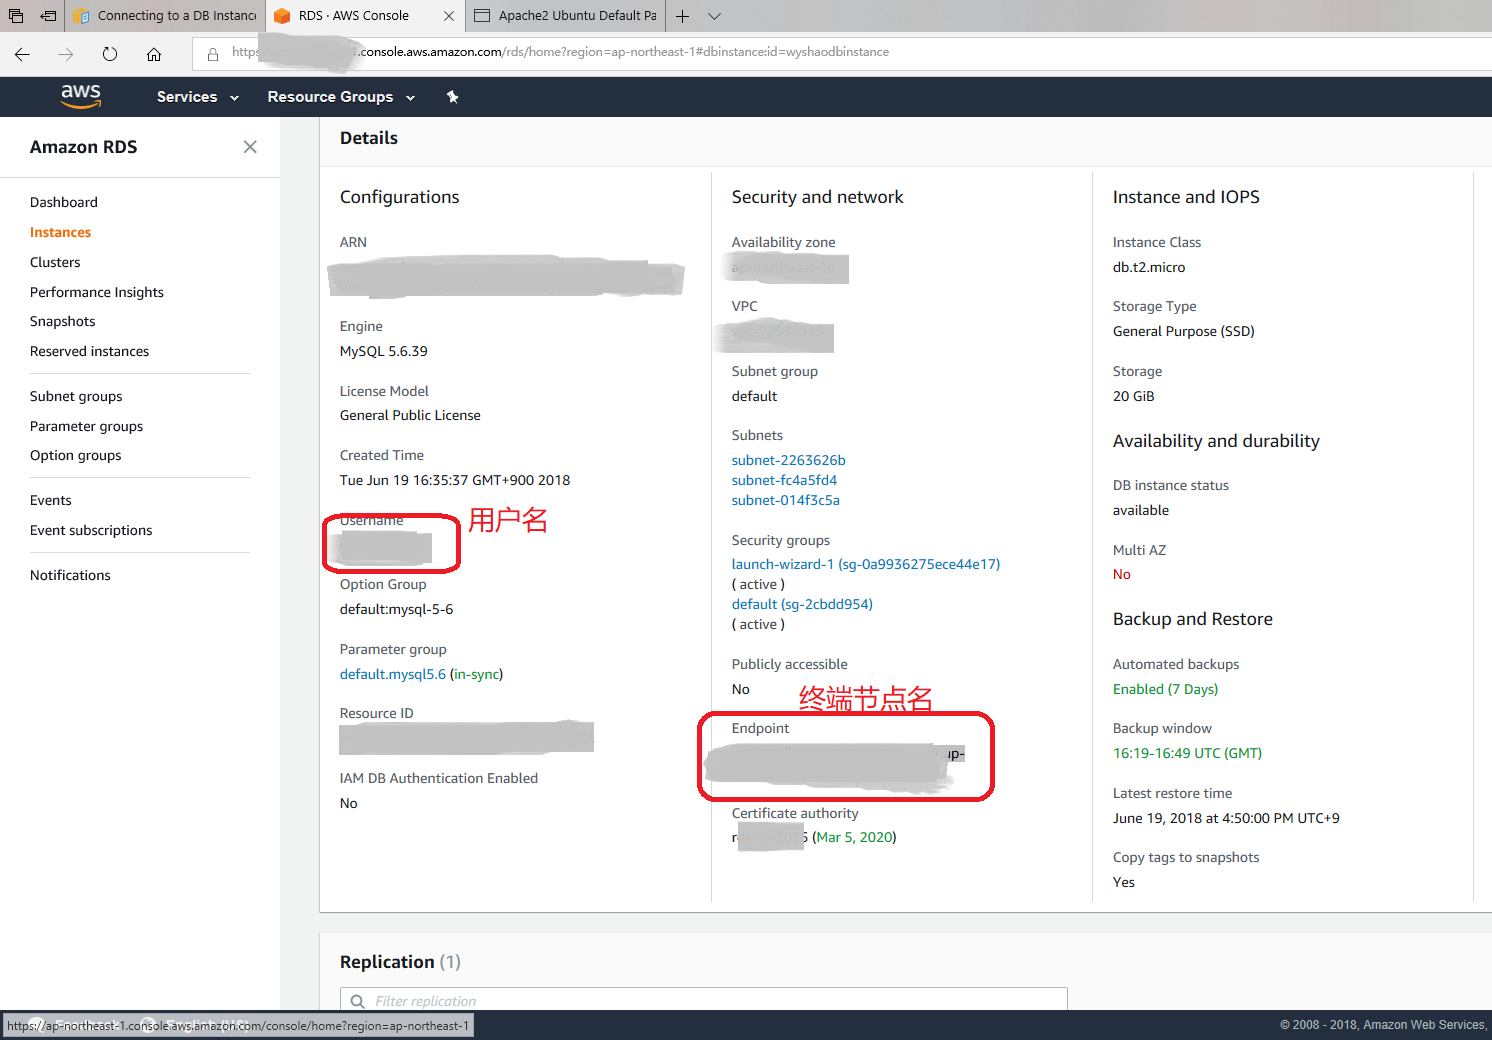 Connecting to a DB Instanc
RDS · AWS Console
Apache2 Ubuntu Default Pa
https
1.console.aws.amazon.com/rds/home?region=ap-northeast-1#dbinstance:id=wyshaodbinstance
aws
Services
Resource Groups
Amazon RDS
Dashboard
Instances
Clusters
Performance Insights
Snapshots
Reserved instances
Subnet groups
Parameter groups
Option groups
Events
Event subscriptions
Notifications
Details
Configurations
ARN
Engine
MySQL 5.6.39
License Model
General Public License
Created Time
Tue Jun 19 16:35:37 GMT+900 2018
Username
用户名
Option Group
default:mysql-5-6
Parameter group
default.mysql5.6 (in-sync)
Resource ID
IAM DB Authentication Enabled
No
Security and network
Availability zone
ap-northeast-1d
VPC
Subnet group
default
Subnets
subnet-2263626b
subnet-fc4a5fd4
subnet-014f3c5a
Security groups
launch-wizard-1 (sg-0a9936275ece44e17)
( active )
default (sg-2cbdd954)
( active )
Publicly accessible
No
终端节点名
Endpoint
ap-
Certificate authority
(Mar 5, 2020)
Instance and IOPS
Instance Class
db.t2.micro
Storage Type
General Purpose (SSD)
Storage
20 GiB
Availability and durability
DB instance status
available
Multi AZ
No
Backup and Restore
Automated backups
Enabled (7 Days)
Backup window
16:19-16:49 UTC (GMT)
Latest restore time
June 19, 2018 at 4:50:00 PM UTC+9
Copy tags to snapshots
Yes
Replication (1)
Filter replication
https://ap-northeast-1.console.aws.amazon.com/console/home?region=ap-northeast-1
© 2008 - 2018, Amazon Web Services,